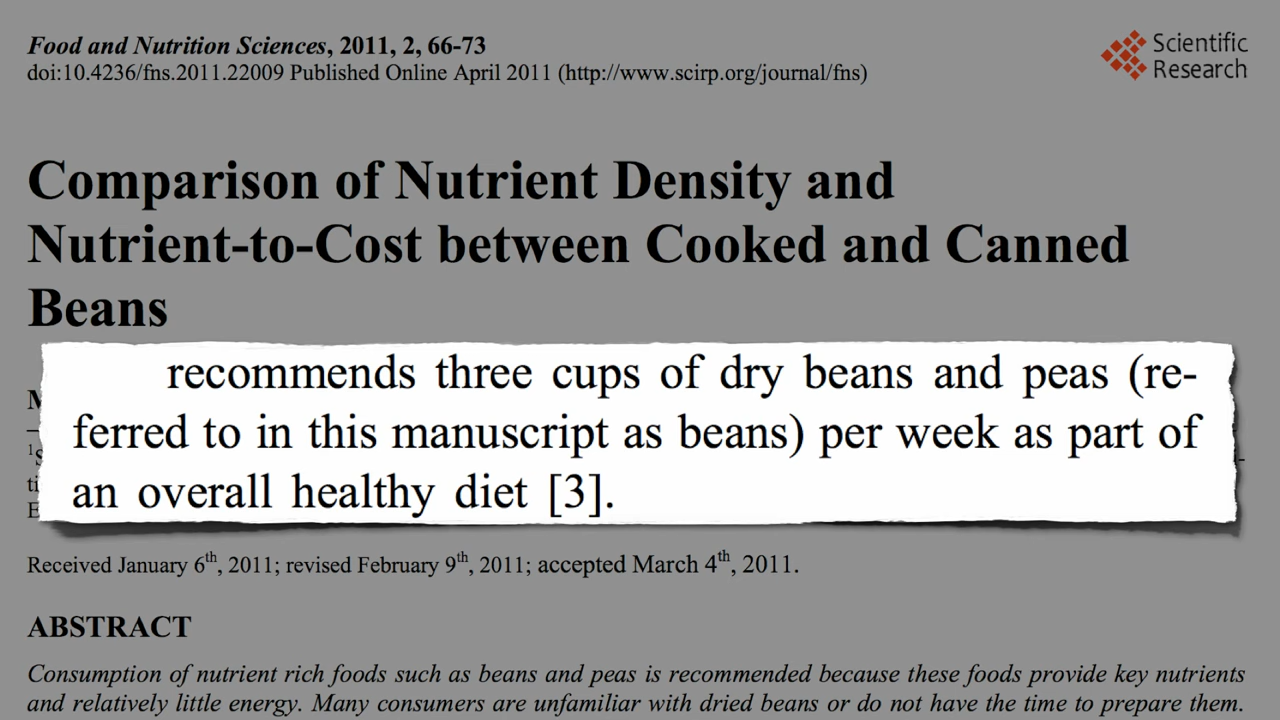 Food and Nutrition Sciences, 2011, 2, 66-73
doi:10.4236/fns.2011.22009 Published Online April 2011 (http://www.scirp.org/journal/fns)
Scientific
Research
Comparison of Nutrient Density and
Nutrient-to-Cost between Cooked and Canned
Beans
recommends three cups of dry beans and peas (re-
ferred to in this manuscript as beans) per week as part of
an overall healthy diet [3].
Received January 6th, 2011; revised February 9th, 2011; accepted March 4th, 2011.
ABSTRACT
Consumption of nutrient rich foods such as beans and peas is recommended because these foods provide key nutrients
and relatively little energy. Many consumers are unfamiliar with dried beans or do not have the time to prepare them.